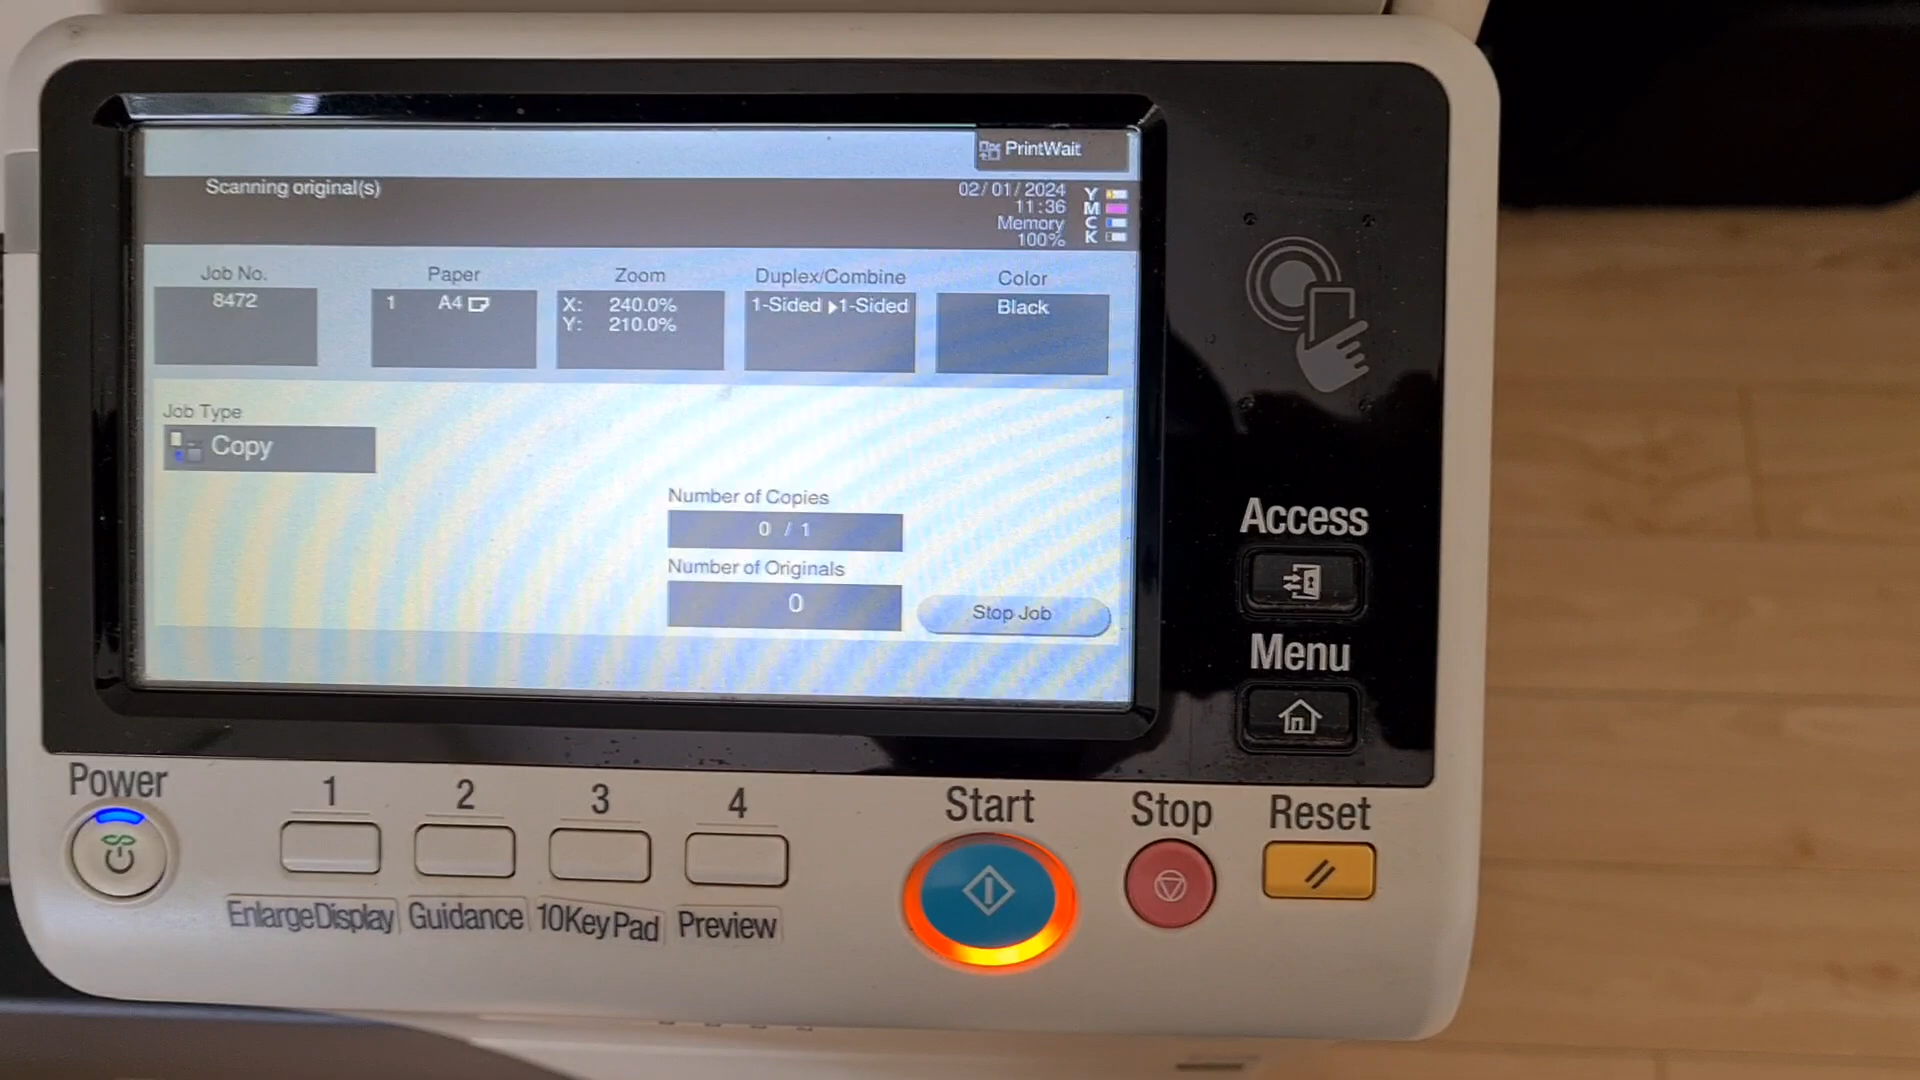 PrintWait
Scanning original(s)
02/01/2024
11:36
Memory
100%
Y
M
C
K
Job No.
8472
Paper
1 A4
Zoom
X: 240.0%
Y: 210.0%
Duplex/Combine
1-Sided ▶1-Sided
Color
Black
Job Type
Copy
Number of Copies
0 / 1
Number of Originals
0
Stop Job
Access
Menu
Power
1
2
3
4
Start
Stop
Reset
EnlargeDisplay
Guidance
10KeyPad
Preview